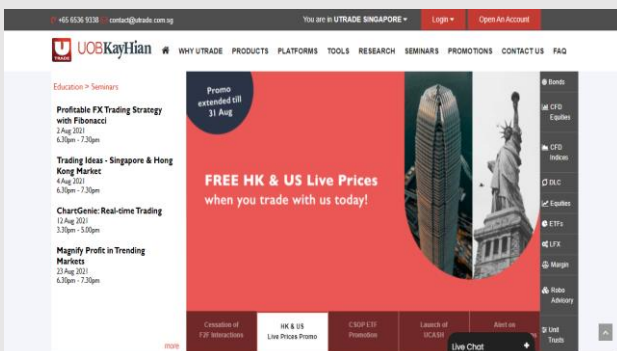 +65 6536 9338 contact@utrade.com.sg You are in UTRADE SINGAPORE Login Open An Account
U TRADE UOBKayHian WHY UTRADE PRODUCTS PLATFORMS TOOLS RESEARCH SEMINARS PROMOTIONS CONTACT US FAQ
Education > Seminars
Profitable FX Trading Strategy
with Fibonacci
2 Aug 2021
6.30pm - 7.30pm
Trading Ideas - Singapore & Hong
Kong Market
4 Aug 2021
6.30pm - 7.30pm
ChartGenie: Real-time Trading
12 Aug 2021
3.30pm - 5.00pm
Magnify Profit in Trending
Markets
23 Aug 2021
6.30pm - 7.30pm
more
Promo
extended till
31 Aug
FREE HK & US Live Prices
when you trade with us today!
Cessation of
F2F Interactions
HK & US
Live Prices Promo
CSOP ETF
Promotion
Launch of
UCASH
Alert on
Bonds
CFD
Equities
CFD
Indices
DLC
Equities
ETFs
LFX
Margin
Robo
Advisory
Unit
Trusts
Live Chat +